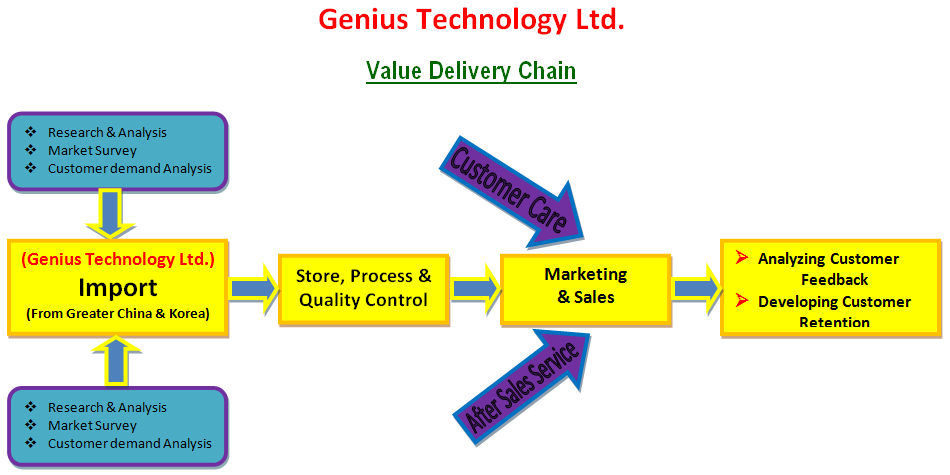 Genius Technology Ltd.
Value Delivery Chain
❖ Research & Analysis
❖ Market Survey
❖ Customer demand Analysis
Customer Care
(Genius Technology Ltd.)
Import
(From Greater China & Korea)
Store, Process &
Quality Control
Marketing
& Sales
➢ Analyzing Customer
Feedback
➢ Developing Customer
Retention
After Sales Service
❖ Research & Analysis
❖ Market Survey
❖ Customer demand Analysis